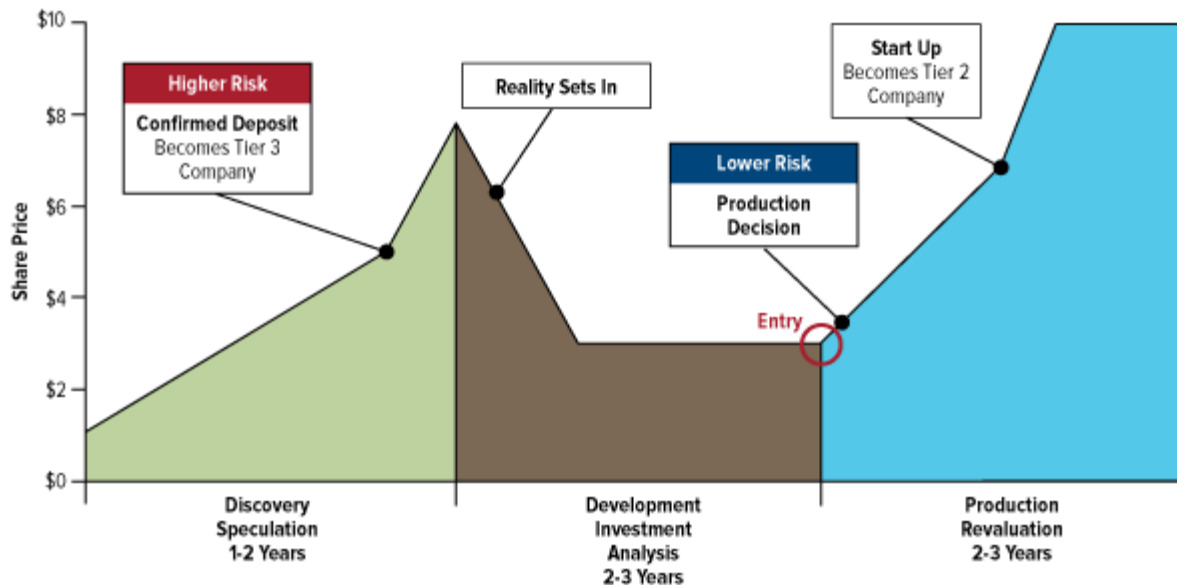 $10
$8
$6
$4
$2
$0
Share Price
Higher Risk
Confirmed Deposit
Becomes Tier 3
Company
Reality Sets In
Lower Risk
Production
Decision
Entry
Start Up
Becomes Tier 2
Company
Discovery
Speculation
1-2 Years
Development
Investment
Analysis
2-3 Years
Production
Revaluation
2-3 Years